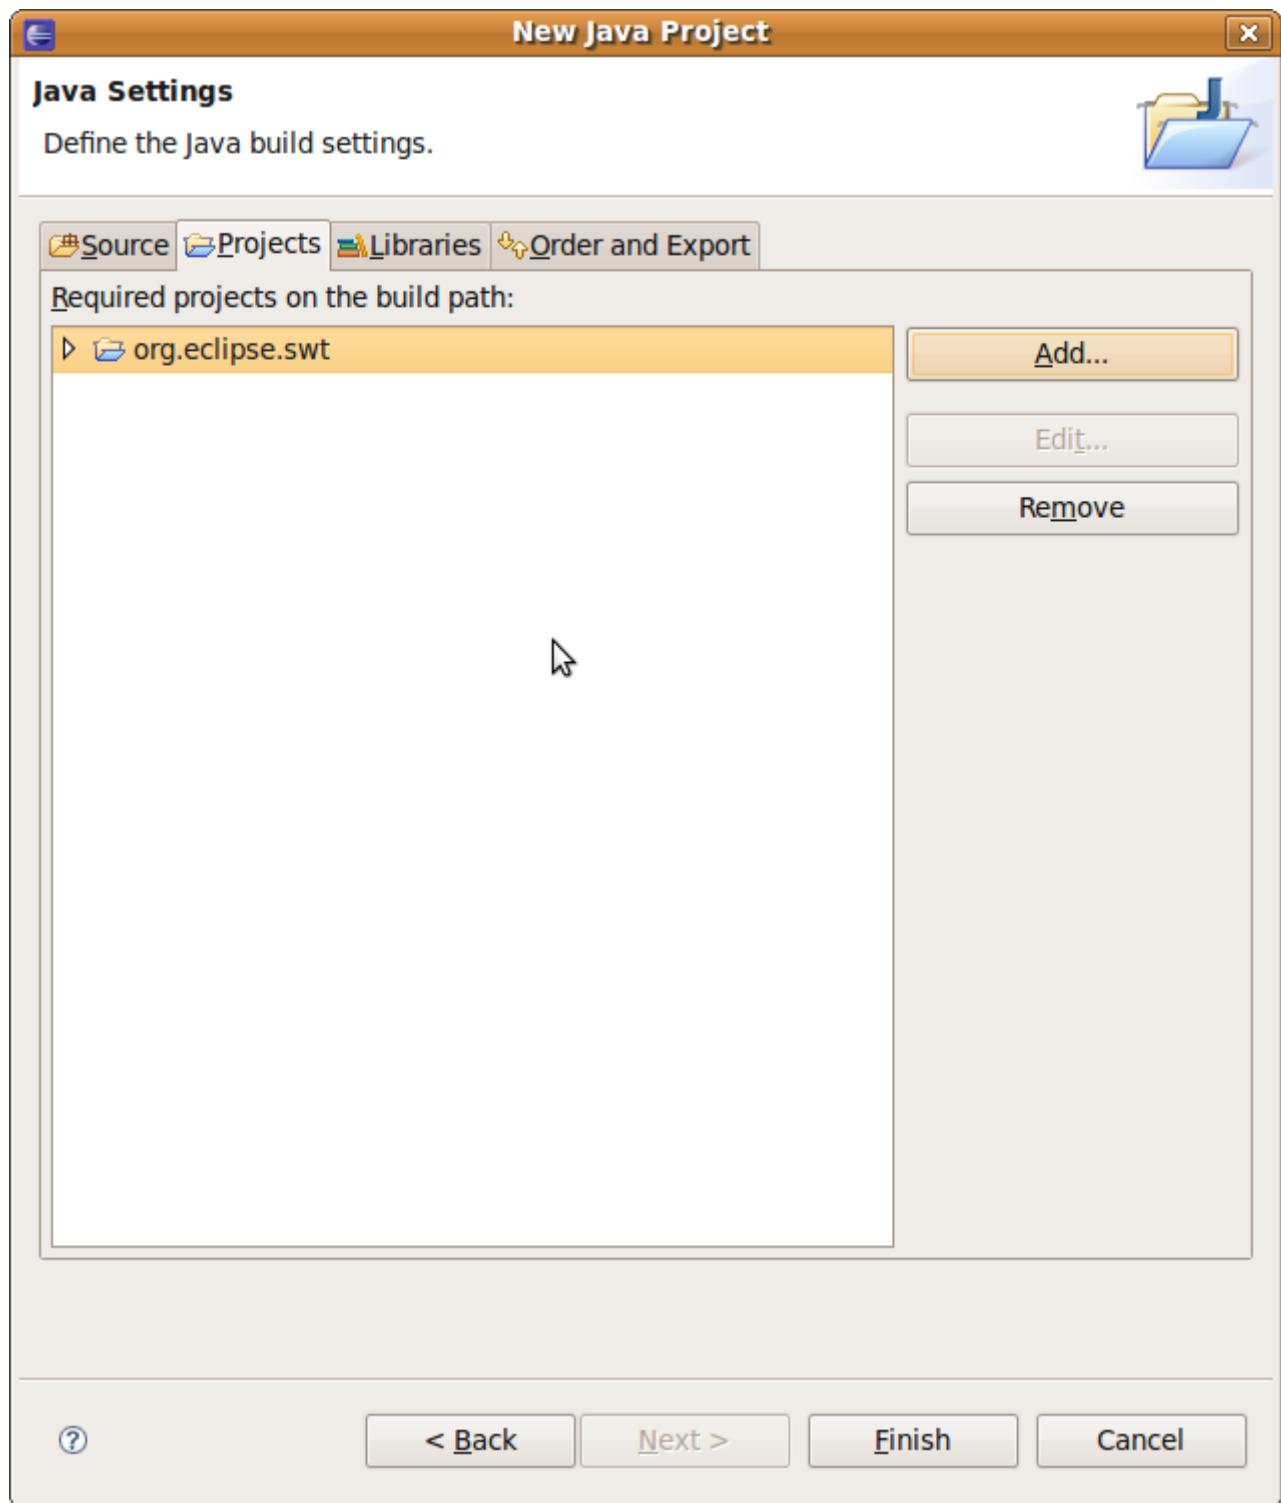 New Java Project
Java Settings
Define the Java build settings.
Source Projects Libraries Order and Export
Required projects on the build path:
org.eclipse.swt
Add...
Edit...
Remove
< Back Next > Finish Cancel